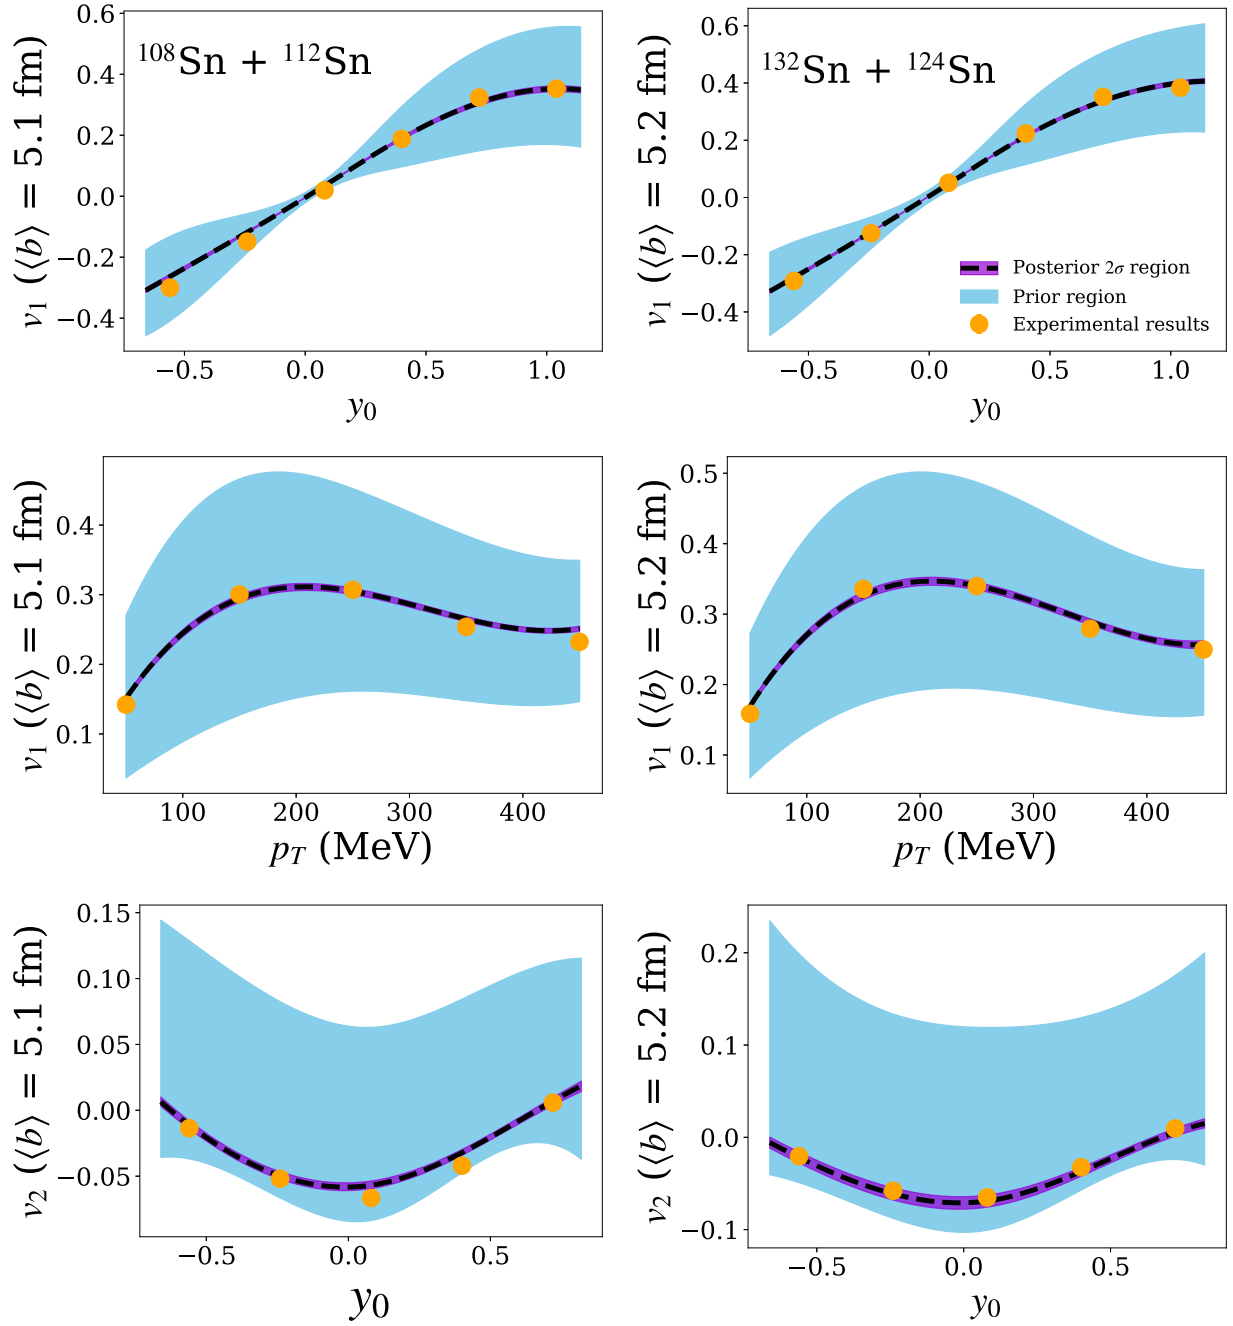 0.6
0.4
0.2
0.0
−0.2
−0.4
v1 (⟨b⟩ = 5.1 fm)
¹⁰⁸Sn + ¹¹²Sn
−0.5 0.0 0.5 1.0
y0
0.6
0.4
0.2
0.0
−0.2
−0.4
v1 (⟨b⟩ = 5.2 fm)
¹³²Sn + ¹²⁴Sn
Posterior 2σ region
Prior region
Experimental results
−0.5 0.0 0.5 1.0
y0
0.4
0.3
0.2
0.1
v1 (⟨b⟩ = 5.1 fm)
100 200 300 400
pT (MeV)
0.5
0.4
0.3
0.2
0.1
v1 (⟨b⟩ = 5.2 fm)
100 200 300 400
pT (MeV)
0.15
0.10
0.05
0.00
−0.05
v2 (⟨b⟩ = 5.1 fm)
−0.5 0.0 0.5
y0
0.2
0.1
0.0
−0.1
v2 (⟨b⟩ = 5.2 fm)
−0.5 0.0 0.5
y0